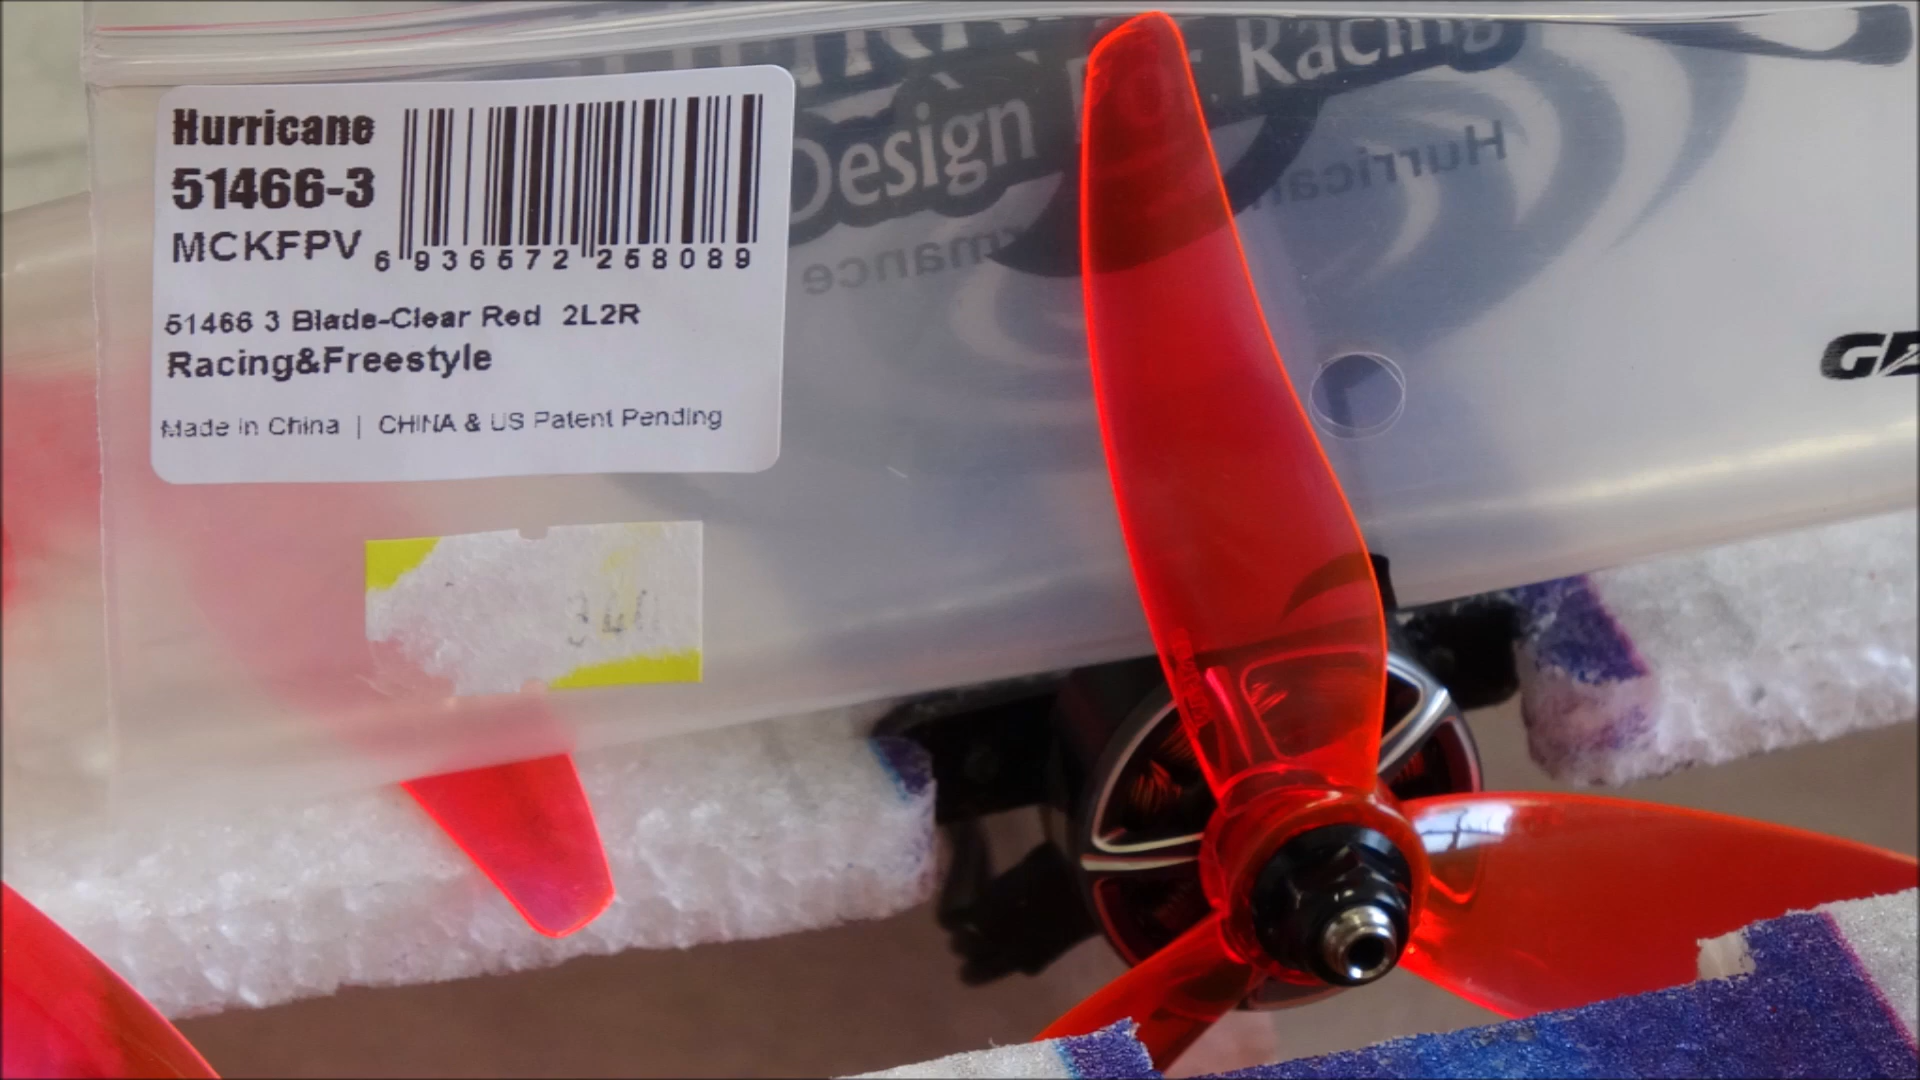 Hurricane
51466-3
MCKFPV
6 936572 258089
51466 3 Blade-Clear Red 2L2R
Racing&Freestyle
Made in China | CHINA & US Patent Pending
Design For Racing